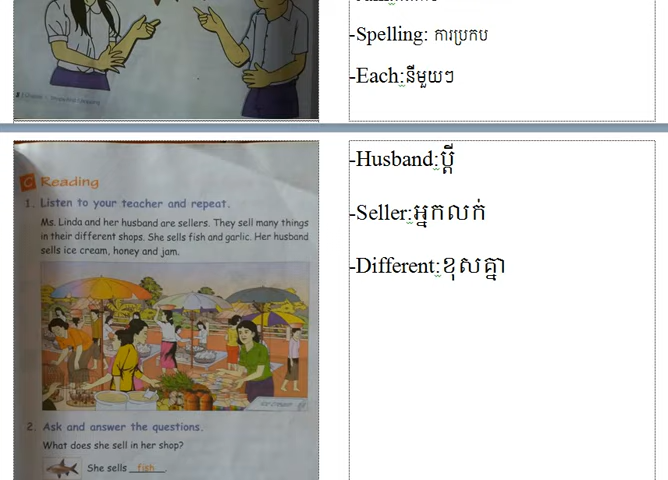 -Spelling: ការប្រកប
-Each:នីមួយៗ
C Reading
1. Listen to your teacher and repeat.
Ms. Linda and her husband are sellers. They sell many things
in their different shops. She sells fish and garlic. Her husband
sells ice cream, honey and jam.
2. Ask and answer the questions.
What does she sell in her shop?
She sells fish.
-Husband:ប្តី
-Seller:អ្នកលក់
-Different:ខុសគ្នា